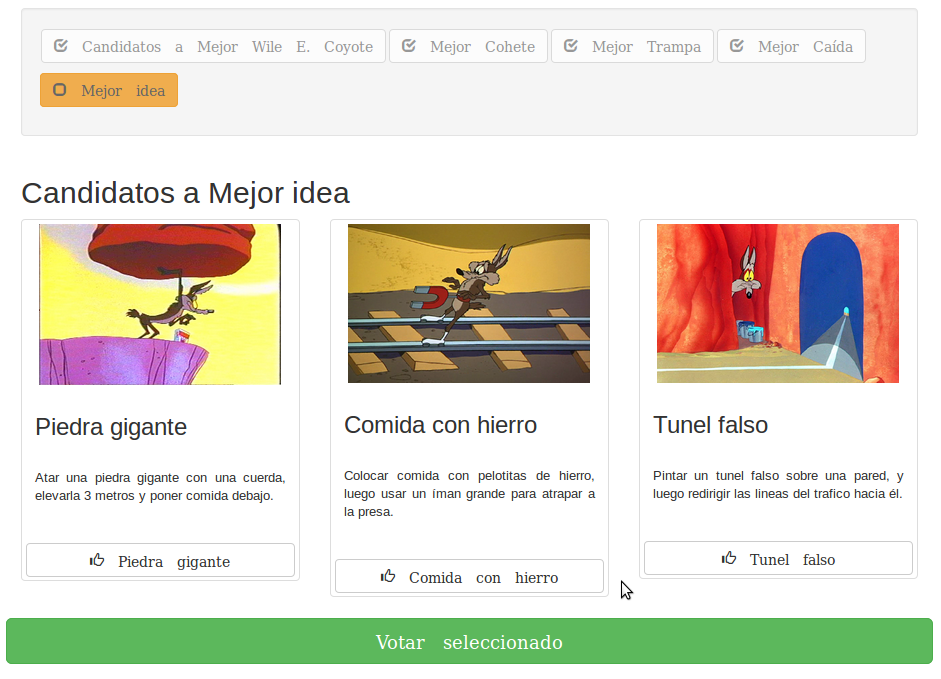 Candidatos a Mejor Wile E. Coyote
Mejor Cohete
Mejor Trampa
Mejor Caída
Mejor idea
Candidatos a Mejor idea
Piedra gigante
Atar una piedra gigante con una cuerda,
elevarla 3 metros y poner comida debajo.
Piedra gigante
Comida con hierro
Colocar comida con pelotitas de hierro,
luego usar un íman grande para atrapar a
la presa.
Comida con hierro
Tunel falso
Pintar un tunel falso sobre una pared, y
luego redirigir las lineas del trafico hacia él.
Tunel falso
Votar seleccionado